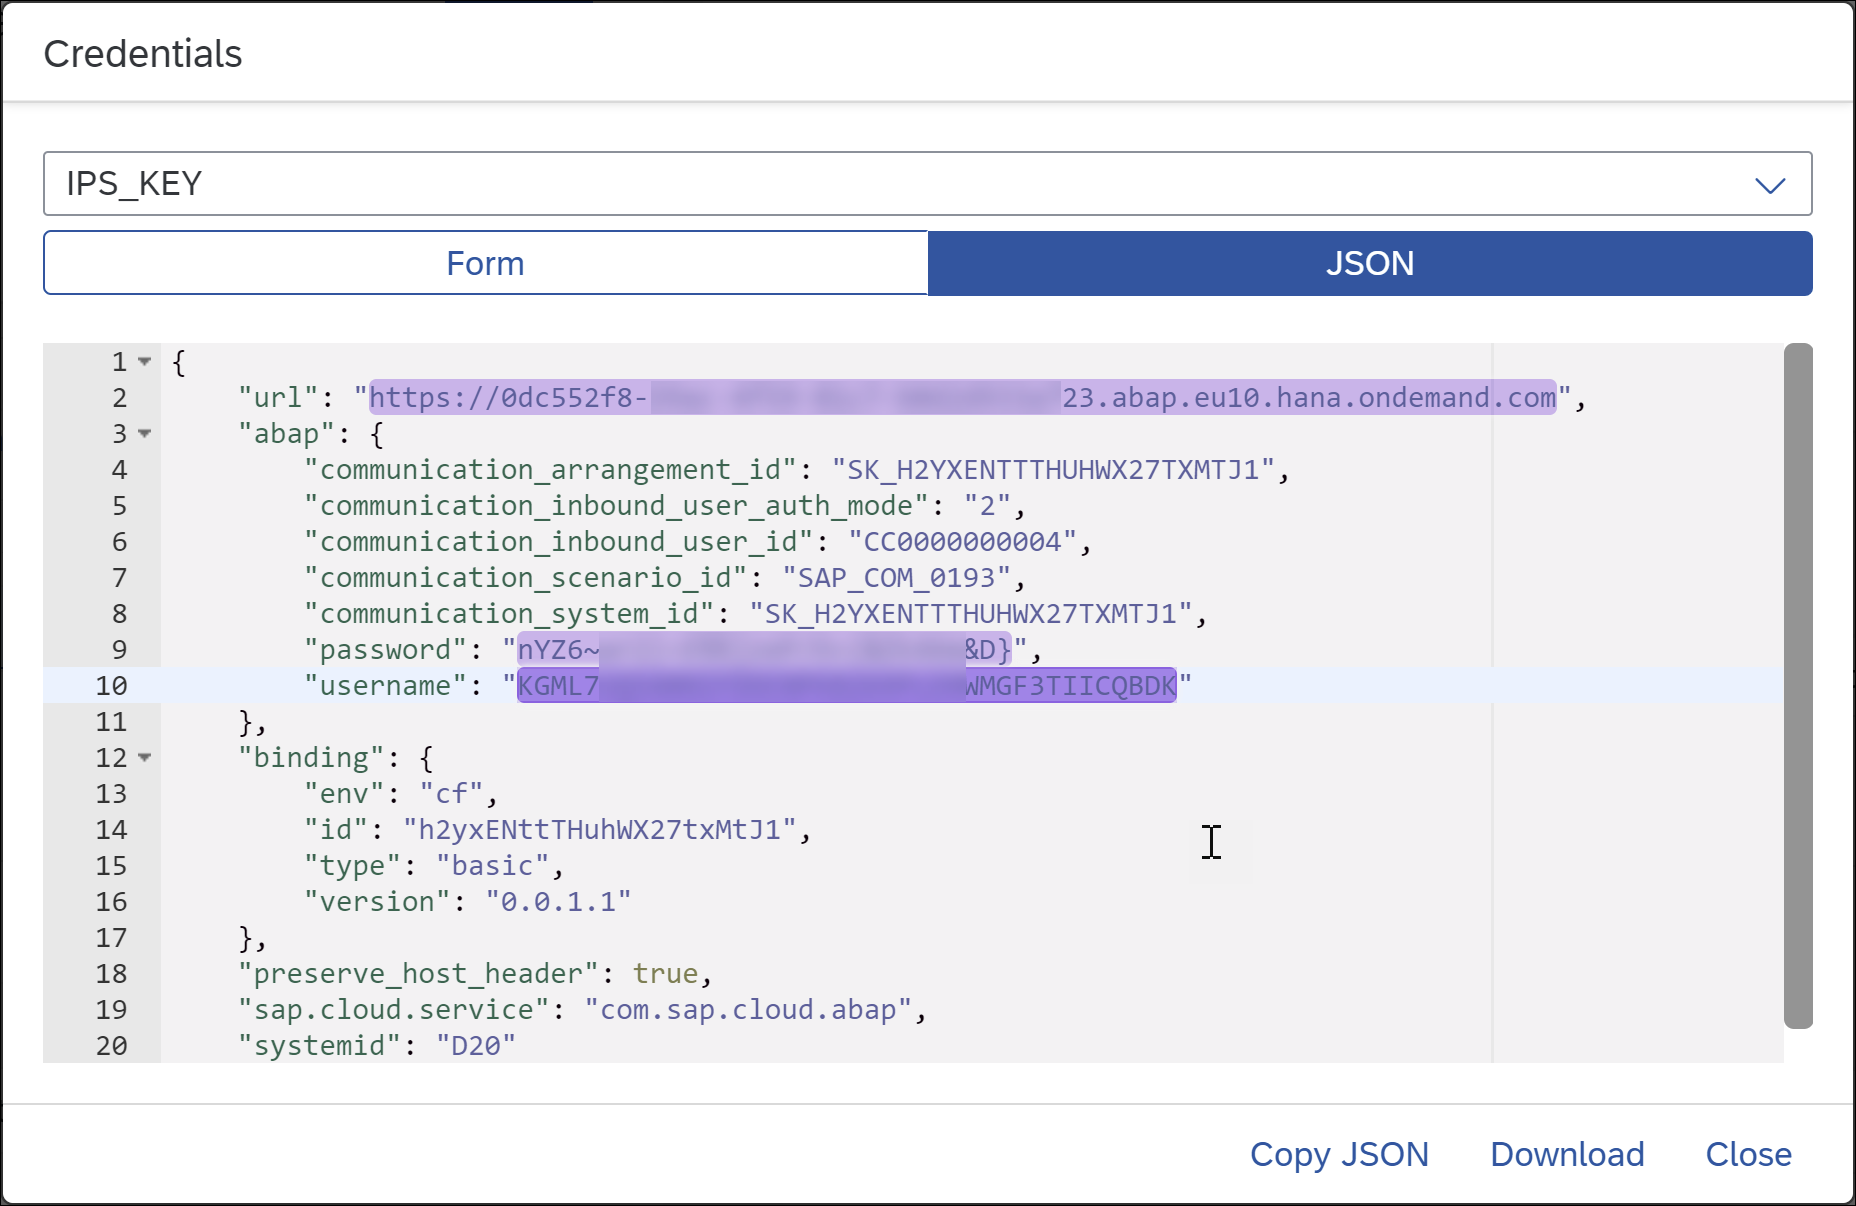 Credentials
IPS_KEY
Form
JSON
1 {
2 "url": "https://0dc552f8- 23.abap.eu10.hana.ondemand.com",
3 "abap": {
4 "communication_arrangement_id": "SK_H2YXENTTTHUHWX27TXMTJ1",
5 "communication_inbound_user_auth_mode": "2",
6 "communication_inbound_user_id": "CC0000000004",
7 "communication_scenario_id": "SAP_COM_0193",
8 "communication_system_id": "SK_H2YXENTTTHUHWX27TXMTJ1",
9 "password": "nYZ6~ &D}",
10 "username": "KGML7 WMGF3TIICQBDK"
11 },
12 "binding": {
13 "env": "cf",
14 "id": "h2yxENttTHuhWX27txMtJ1",
15 "type": "basic",
16 "version": "0.0.1.1"
17 },
18 "preserve_host_header": true,
19 "sap.cloud.service": "com.sap.cloud.abap",
20 "systemid": "D20"
Copy JSON
Download
Close